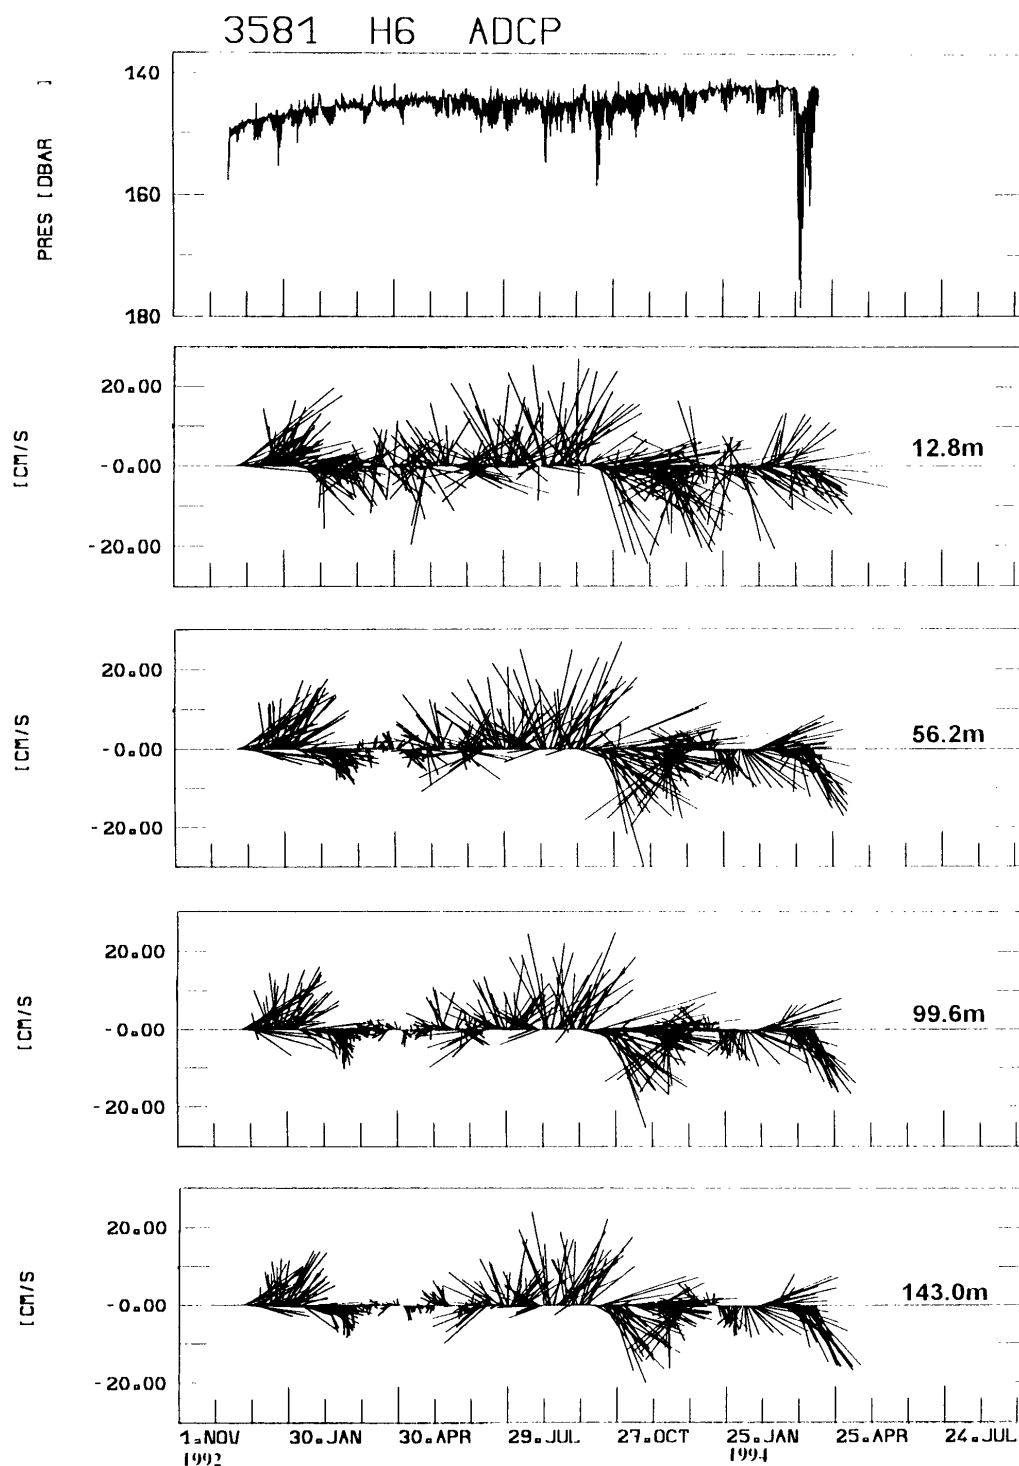 3581 H6 ADCP
140
160
180
PRES [DBAR ]
20.00
-0.00
-20.00
[CM/S
12.8m
20.00
-0.00
-20.00
[CM/S
56.2m
20.00
-0.00
-20.00
[CM/S
99.6m
20.00
-0.00
-20.00
[CM/S
143.0m
1.NOV 30.JAN 30.APR 29.JUL 27.OCT 25.JAN 25.APR 24.JUL
1992 1994